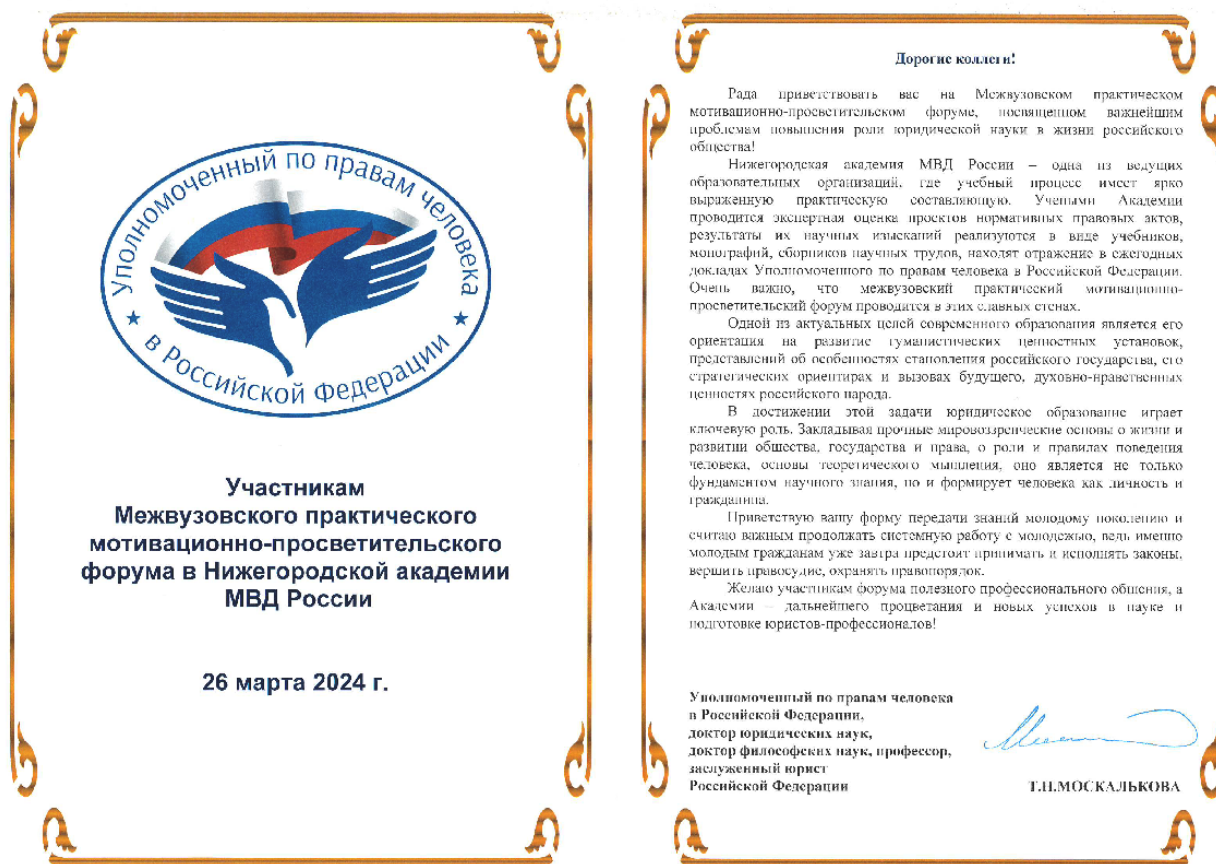 Уполномоченный по правам человека
★ в Российской Федерации ★
Участникам
Межвузовского практического
мотивационно-просветительского
форума в Нижегородской академии
МВД России
26 марта 2024 г.
Дорогие коллеги!
Рада приветствовать вас на Межвузовском практическом
мотивационно-просветительском форуме, посвященном важнейшим
проблемам повышения роли юридической науки в жизни российского
общества!
Нижегородская академия МВД России – одна из ведущих
образовательных организаций, где учебный процесс имеет ярко
выраженную практическую составляющую. Учеными Академии
проводится экспертная оценка проектов нормативных правовых актов,
результаты их научных изысканий реализуются в виде учебников,
монографий, сборников научных трудов, находят отражение в ежегодных
докладах Уполномоченного по правам человека в Российской Федерации.
Очень важно, что межвузовский практический мотивационно-
просветительский форум проводится в этих славных стенах.
Одной из актуальных целей современного образования является его
ориентация на развитие гуманистических ценностных установок,
представлений об особенностях становления российского государства, его
стратегических ориентирах и вызовах будущего, духовно-нравственных
ценностях российского народа.
В достижении этой задачи юридическое образование играет
ключевую роль. Закладывая прочные мировоззренческие основы о жизни и
развитии общества, государства и права, о роли и правилах поведения
человека, основы теоретического мышления, оно является не только
фундаментом научного знания, но и формирует человека как личность и
гражданина.
Приветствую вашу форму передачи знаний молодому поколению и
считаю важным продолжать системную работу с молодежью, ведь именно
молодым гражданам уже завтра предстоит принимать и исполнять законы,
вершить правосудие, охранять правопорядок.
Желаю участникам форума полезного профессионального общения, а
Академии – дальнейшего процветания и новых успехов в науке и
подготовке юристов-профессионалов!
Уполномоченный по правам человека
в Российской Федерации,
доктор юридических наук,
доктор философских наук, профессор,
заслуженный юрист
Российской Федерации
Т.Н.МОСКАЛЬКОВА